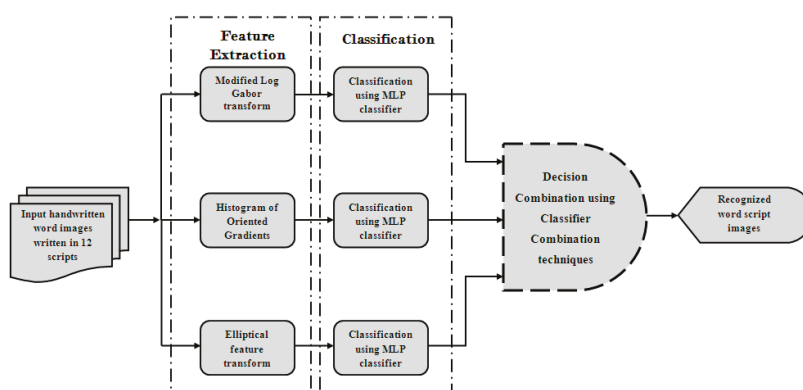 Feature
Extraction
Classification
Modified Log
Gabor
transform
Classification
using MLP
classifier
Input handwritten
word images
written in 12
scripts
Histogram of
Oriented
Gradients
Classification
using MLP
classifier
Elliptical
feature
transform
Classification
using MLP
classifier
Decision
Combination using
Classifier
Combination
techniques
Recognized
word script
images